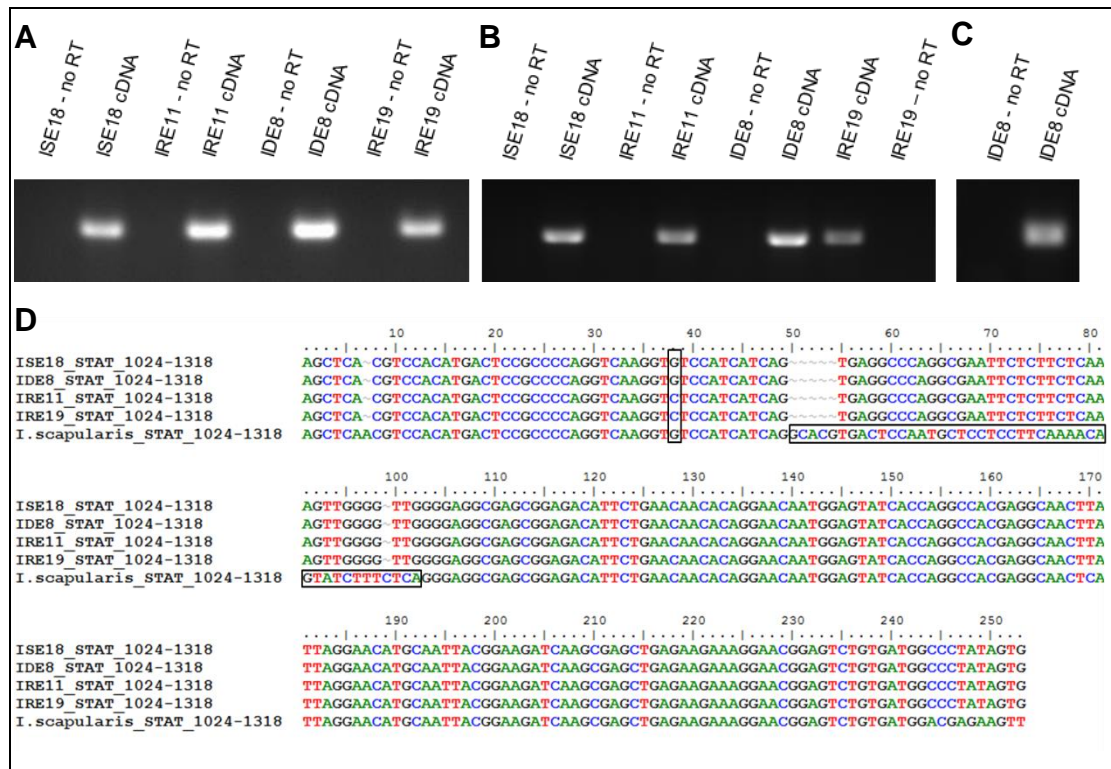 A
B
C
ISE18 - no RT
ISE18 cDNA
IRE11 - no RT
IRE11 cDNA
IDE8 - no RT
IDE8 cDNA
IRE19 - no RT
IRE19 cDNA
ISE18 - no RT
ISE18 cDNA
IRE11 - no RT
IRE11 cDNA
IDE8 - no RT
IDE8 cDNA
IRE19 cDNA
IRE19 – no RT
IDE8 - no RT
IDE8 cDNA
D
10 20 30 40 50 60 70 80
ISE18_STAT_1024-1318 AGCTCA~CGTCCACATGACTCCGCCCCAGGTCAAGGTGTCCATCATCAG~~~~~TGAGGCCCAGGCGAATTCTCTTCTCAA
IDE8_STAT_1024-1318 AGCTCA~CGTCCACATGACTCCGCCCCAGGTCAAGGTGTCCATCATCAG~~~~~TGAGGCCCAGGCGAATTCTCTTCTCAA
IRE11_STAT_1024-1318 AGCTCA~CGTCCACATGACTCCGCCCCAGGTCAAGGTCTCCATCATCAG~~~~~TGAGGCCCAGGCGAATTCTCTTCTCAA
IRE19_STAT_1024-1318 AGCTCA~CGTCCACATGACTCCGCCCCAGGTCAAGGTCTCCATCATCAG~~~~~TGAGGCCCAGGCGAATTCTCTTCTCAA
I.scapularis_STAT_1024-1318 AGCTCAACGTCCACATGACTCCGCCCCAGGTCAAGGTGTCCATCATCAGGCACGTGACTCCAATGCTCCTCCTTCAAAACA
100 110 120 130 140 150 160 170
ISE18_STAT_1024-1318 AGTTGGGG~TTGGGGAGGCGAGCGGAGACATTCTGAACAACACAGGAACAATGGAGTATCACCAGGCCACGAGGCAACTTA
IDE8_STAT_1024-1318 AGTTGGGG~TTGGGGAGGCGAGCGGAGACATTCTGAACAACACAGGAACAATGGAGTATCACCAGGCCACGAGGCAACTTA
IRE11_STAT_1024-1318 AGTTGGGG~TTGGGGAGGCGAGCGGAGACATTCTGAACAACACAGGAACAATGGAGTATCACCAGGCCACGAGGCAACTTA
IRE19_STAT_1024-1318 AGTTGGGG~TTGGGGAGGCGAGCGGAGACATTCTGAACAACACAGGAACAATGGAGTATCACCAGGCCACGAGGCAACTTA
I.scapularis_STAT_1024-1318 GTATCTTTCTCAGGGAGGCGAGCGGAGACATTCTGAACAACACAGGAACAATGGAGTATCACCAGGCCACGAGGCAACTCA
190 200 210 220 230 240 250
ISE18_STAT_1024-1318 TTAGGAACATGCAATTACGGAAGATCAAGCGAGCTGAGAAGAAAGGAACGGAGTCTGTGATGGCCCTATAGTG
IDE8_STAT_1024-1318 TTAGGAACATGCAATTACGGAAGATCAAGCGAGCTGAGAAGAAAGGAACGGAGTCTGTGATGGCCCTATAGTG
IRE11_STAT_1024-1318 TTAGGAACATGCAATTACGGAAGATCAAGCGAGCTGAGAAGAAAGGAACGGAGTCTGTGATGGCCCTATAGTG
IRE19_STAT_1024-1318 TTAGGAACATGCAATTACGGAAGATCAAGCGAGCTGAGAAGAAAGGAACGGAGTCTGTGATGGCCCTATAGTG
I.scapularis_STAT_1024-1318 TTAGGAACATGCAATTACGGAAGATCAAGCGAGCTGAGAAGAAAGGAACGGAGTCTGTGATGGACGAGAAGTT